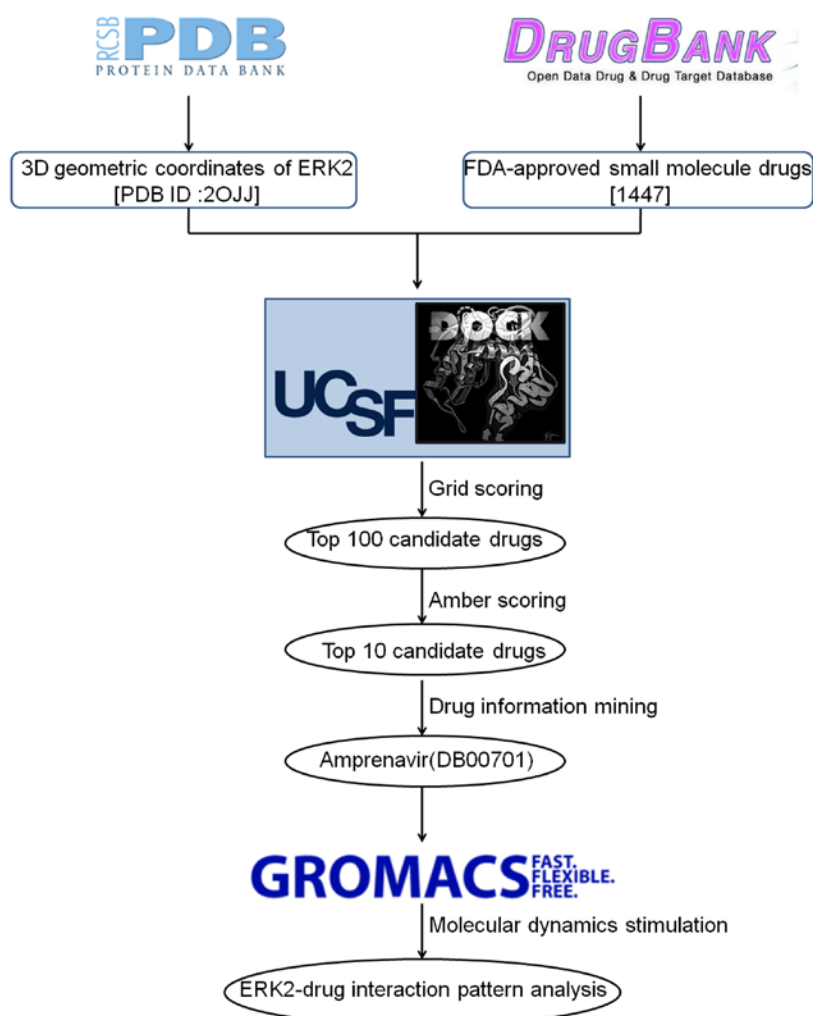 RCSB PDB
PROTEIN DATA BANK
DRUGBANK
Open Data Drug & Drug Target Database
3D geometric coordinates of ERK2
[PDB ID :2OJJ]
FDA-approved small molecule drugs
[1447]
UCSF
DOCK
Grid scoring
Top 100 candidate drugs
Amber scoring
Top 10 candidate drugs
Drug information mining
Amprenavir(DB00701)
GROMACS
FAST.
FLEXIBLE.
FREE.
Molecular dynamics stimulation
ERK2-drug interaction pattern analysis